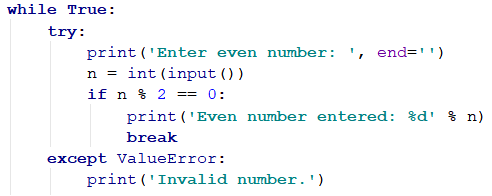 while True:
    try:
        print('Enter even number: ', end='')
        n = int(input())
        if n % 2 == 0:
            print('Even number entered: %d' % n)
            break
    except ValueError:
        print('Invalid number.')